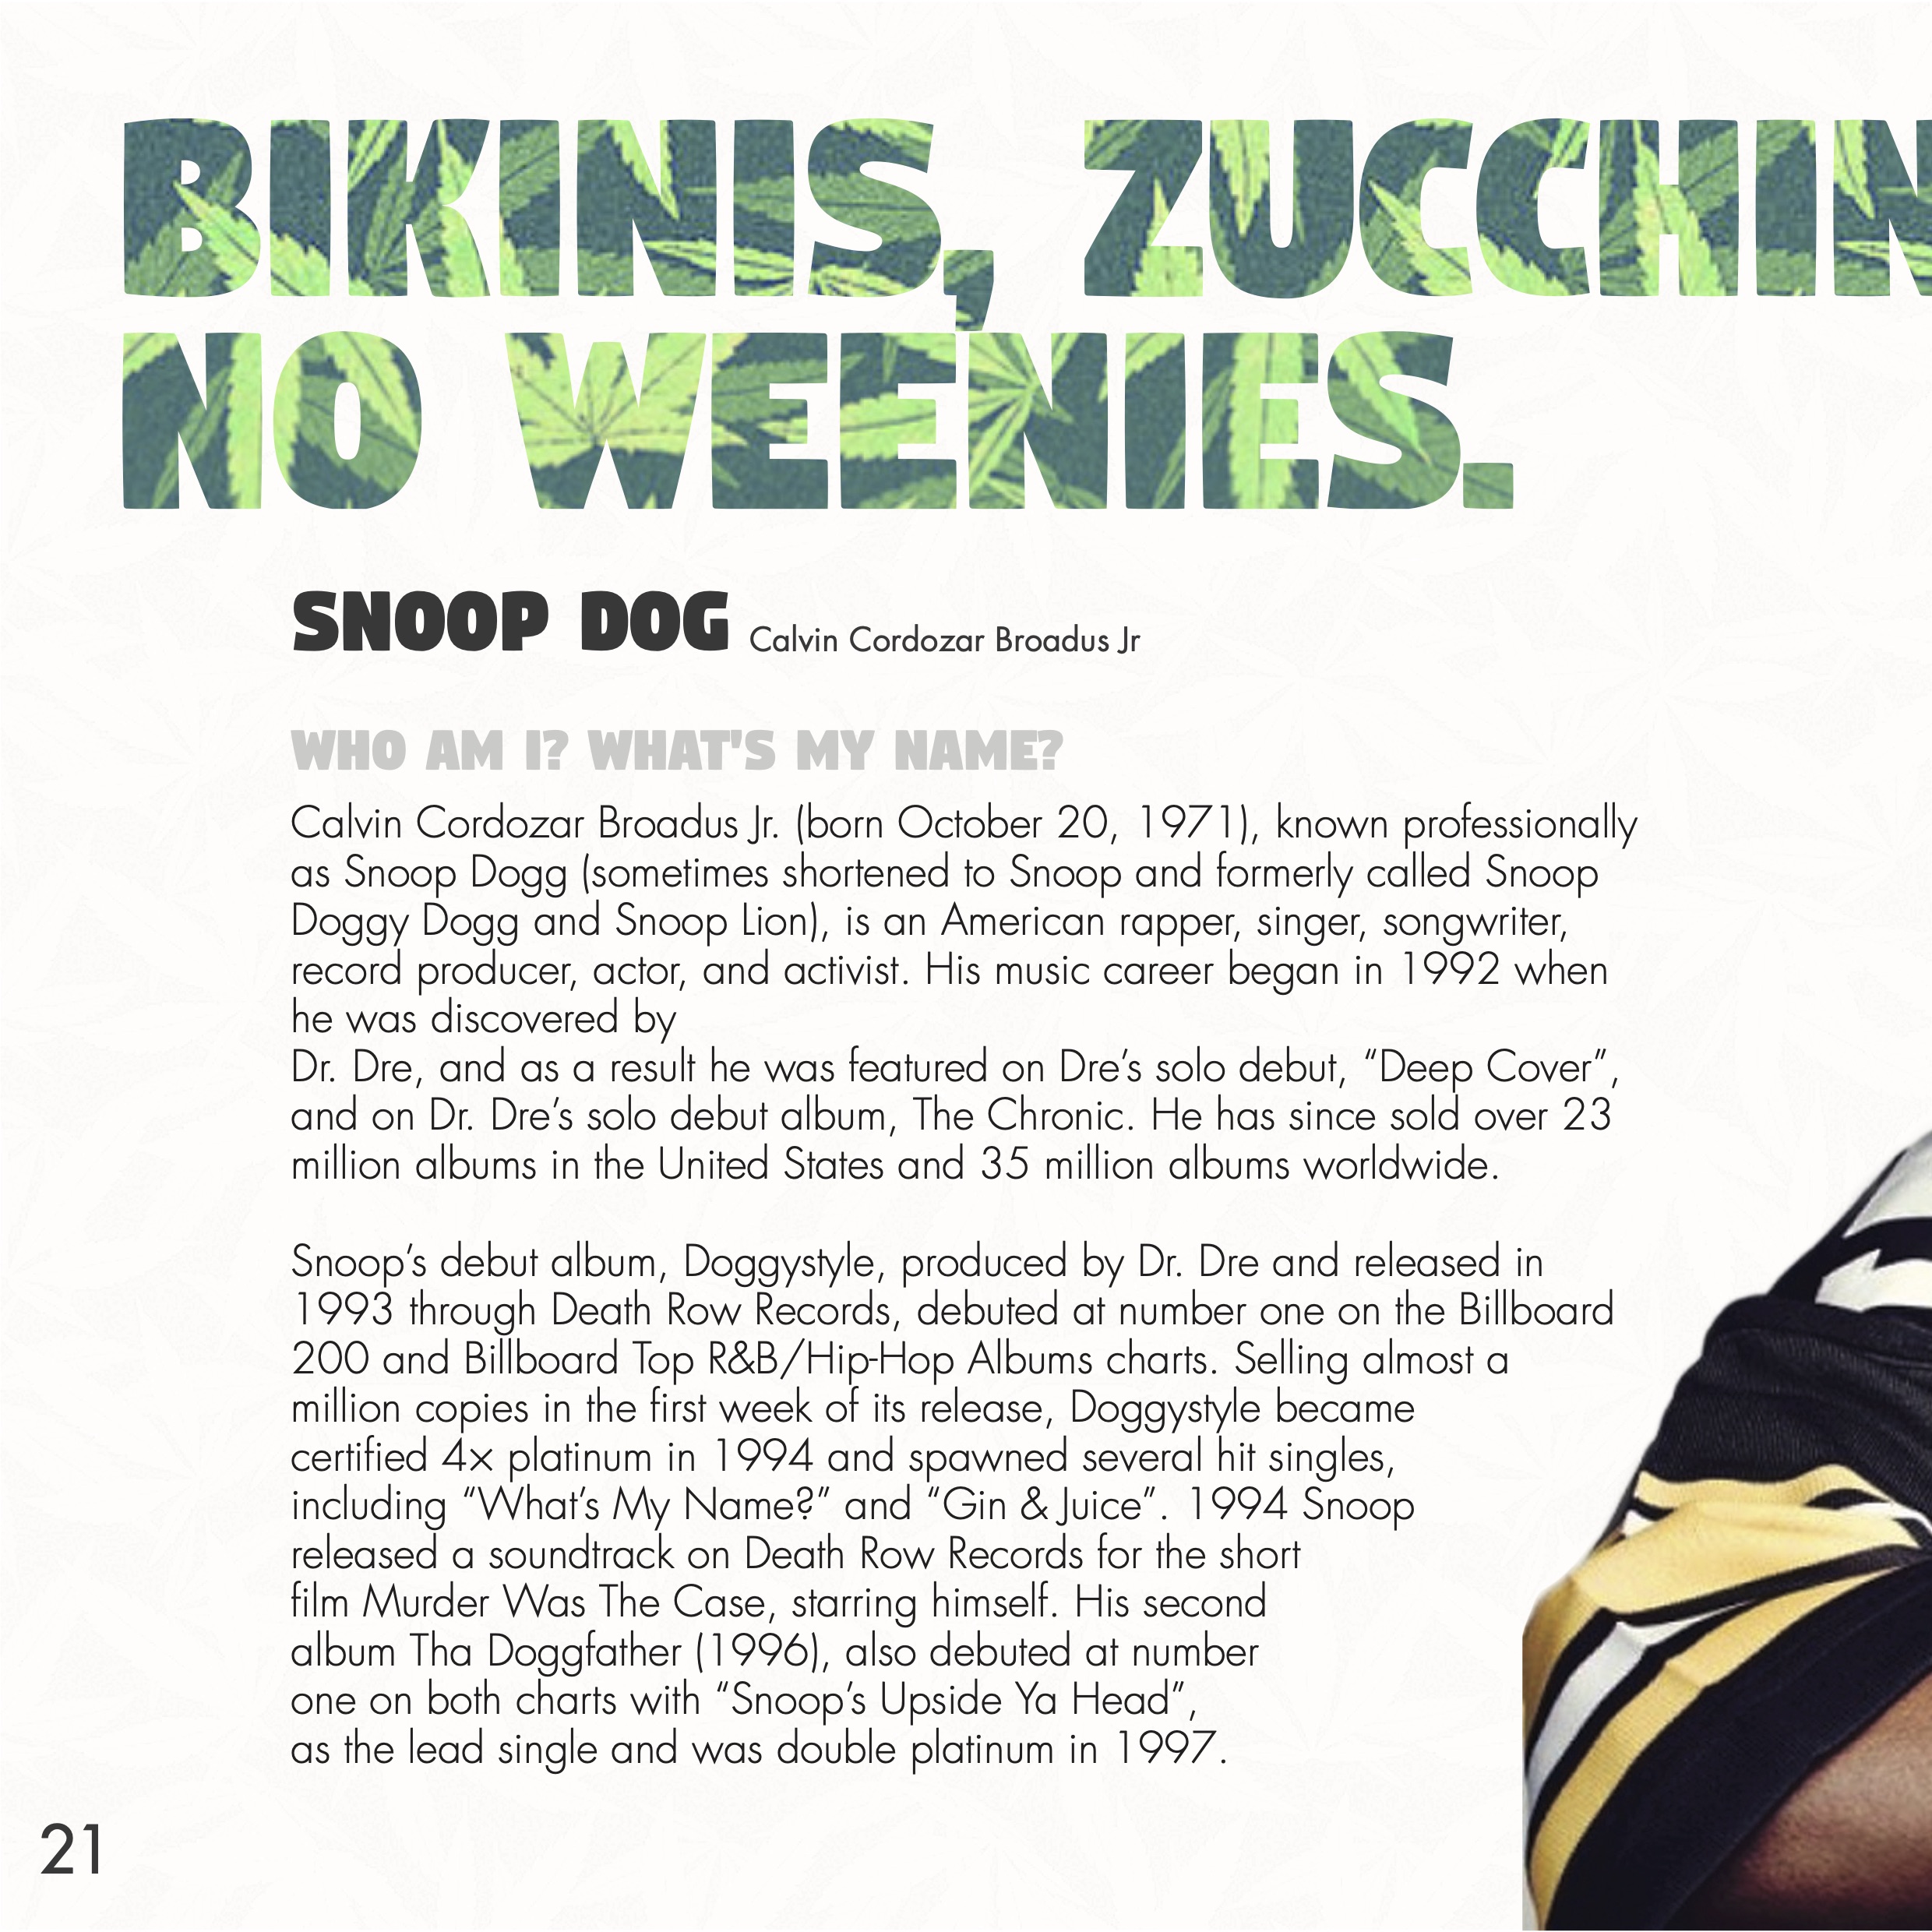 BIKINIS, ZUCCHIN
NO WEENIES.
SNOOP DOG Calvin Cordozar Broadus Jr
WHO AM I? WHAT'S MY NAME?
Calvin Cordozar Broadus Jr. (born October 20, 1971), known professionally
as Snoop Dogg (sometimes shortened to Snoop and formerly called Snoop
Doggy Dogg and Snoop Lion), is an American rapper, singer, songwriter,
record producer, actor, and activist. His music career began in 1992 when
he was discovered by
Dr. Dre, and as a result he was featured on Dre’s solo debut, “Deep Cover”,
and on Dr. Dre’s solo debut album, The Chronic. He has since sold over 23
million albums in the United States and 35 million albums worldwide.
Snoop’s debut album, Doggystyle, produced by Dr. Dre and released in
1993 through Death Row Records, debuted at number one on the Billboard
200 and Billboard Top R&B/Hip-Hop Albums charts. Selling almost a
million copies in the first week of its release, Doggystyle became
certified 4× platinum in 1994 and spawned several hit singles,
including “What’s My Name?” and “Gin & Juice”. 1994 Snoop
released a soundtrack on Death Row Records for the short
film Murder Was The Case, starring himself. His second
album Tha Doggfather (1996), also debuted at number
one on both charts with “Snoop’s Upside Ya Head”,
as the lead single and was double platinum in 1997.
21